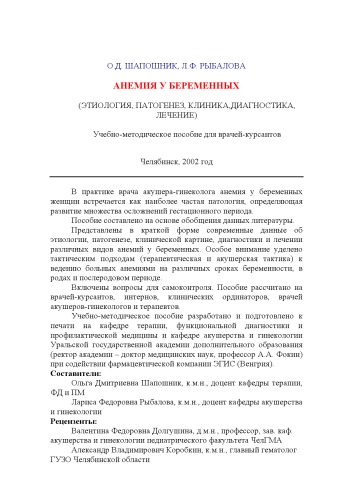 О.Д. ШАПОШНИК, Л.Ф. РЫБАЛОВА
АНЕМИЯ У БЕРЕМЕННЫХ
(ЭТИОЛОГИЯ, ПАТОГЕНЕЗ, КЛИНИКА,ДИАГНОСТИКА,
ЛЕЧЕНИЕ)
Учебно-методическое пособие для врачей-курсантов
Челябинск, 2002 год
В практике врача акушера-гинеколога анемия у беременных
женщин встречается как наиболее частая патология, определяющая
развитие множества осложнений гестационного периода.
Пособие составлено на основе обобщения данных литературы.
Представлены в краткой форме современные данные об
этиологии, патогенезе, клинической картине, диагностики и лечении
различных видов анемий у беременных. Особое внимание уделено
тактическим подходам (терапевтическая и акушерская тактика) к
ведению больных анемиями на различных сроках беременности, в
родах и послеродовом периоде.
Включены вопросы для самоконтроля. Пособие рассчитано на
врачей-курсантов, интернов, клинических ординаторов, врачей
акушеров-гинекологов и терапевтов.
Учебно-методическое пособие разработано и подготовлено к
печати на кафедре терапии, функциональной диагностики и
профилактической медицины и кафедре акушерства и гинекологии
Уральской государственной академии дополнительного образования
(ректор академии – доктор медицинских наук, профессор А.А. Фокин)
при содействии фармацевтической компании ЭГИС (Венгрия).
Составители:
Ольга Дмитриевна Шапошник, к.м.н., доцент кафедры терапии,
ФД и ПМ
Лариса Федоровна Рыбалова, к.м.н., доцент кафедры акушерства
и гинекологии
Рецензенты:
Валентина Федоровна Долгушина, д.м.н., профессор, зав. каф.
акушерства и гинекологии педиатрического факультета ЧелГМА
Александр Владимирович Коробкин, к.м.н., главный гематолог
ГУЗО Челябинской области